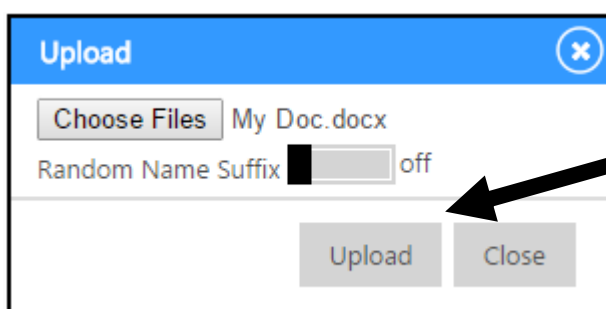 Upload
Choose Files My Doc.docx
Random Name Suffix off
Upload Close